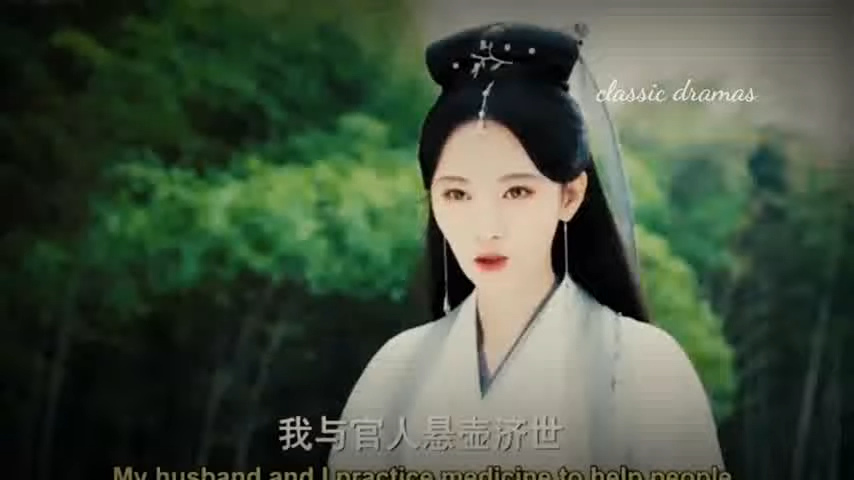 classic dramas
我与官人悬壶济世
My husband and I practice medicine to help people